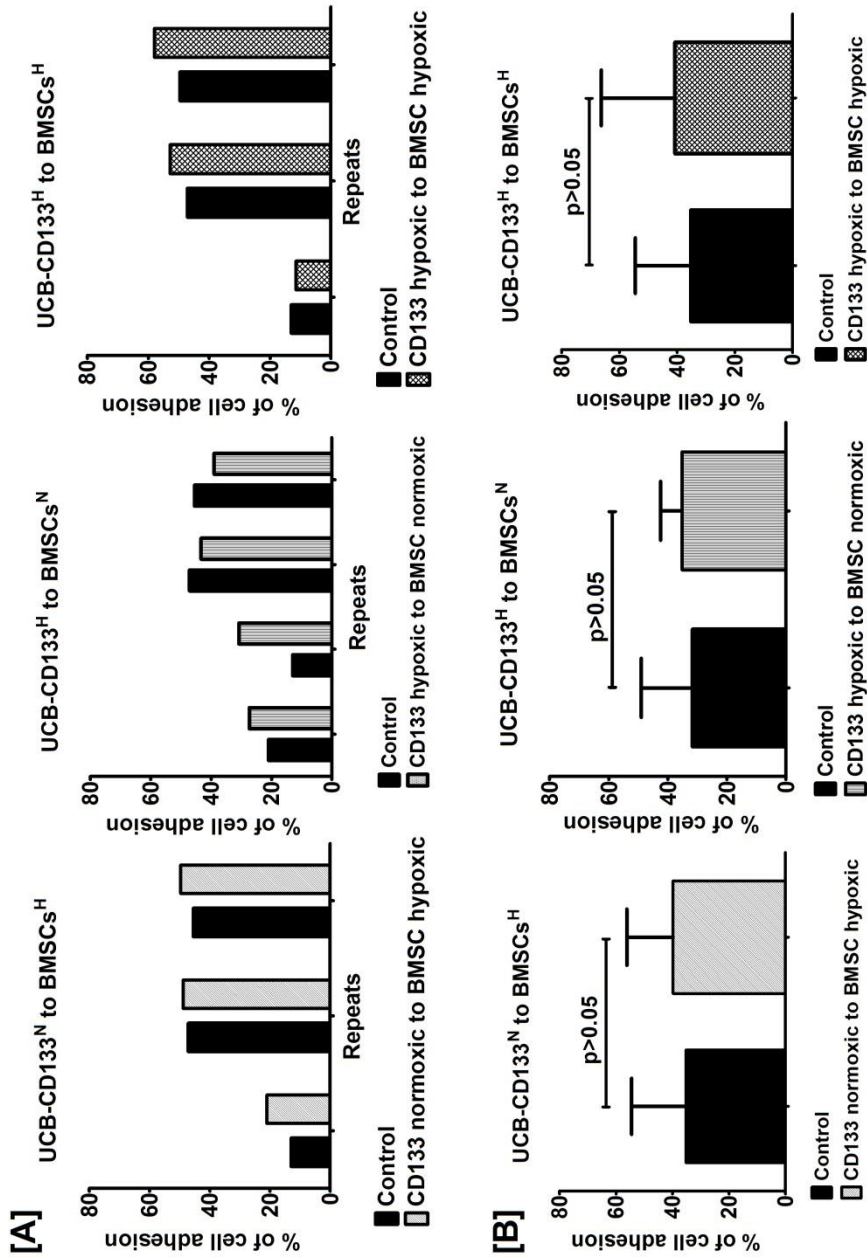 [A]
UCB-CD133ᴺ to BMSCsᴴ
% of cell adhesion
80
60
40
20
0
Repeats
Control
CD133 normoxic to BMSC hypoxic
UCB-CD133ᴴ to BMSCsᴺ
% of cell adhesion
80
60
40
20
0
Repeats
Control
CD133 hypoxic to BMSC normoxic
UCB-CD133ᴴ to BMSCsᴴ
% of cell adhesion
80
60
40
20
0
Repeats
Control
CD133 hypoxic to BMSC hypoxic
[B]
UCB-CD133ᴺ to BMSCsᴴ
% of cell adhesion
80
60
40
20
0
p>0.05
Control
CD133 normoxic to BMSC hypoxic
UCB-CD133ᴴ to BMSCsᴺ
% of cell adhesion
80
60
40
20
0
p>0.05
Control
CD133 hypoxic to BMSC normoxic
UCB-CD133ᴴ to BMSCsᴴ
% of cell adhesion
80
60
40
20
0
p>0.05
Control
CD133 hypoxic to BMSC hypoxic